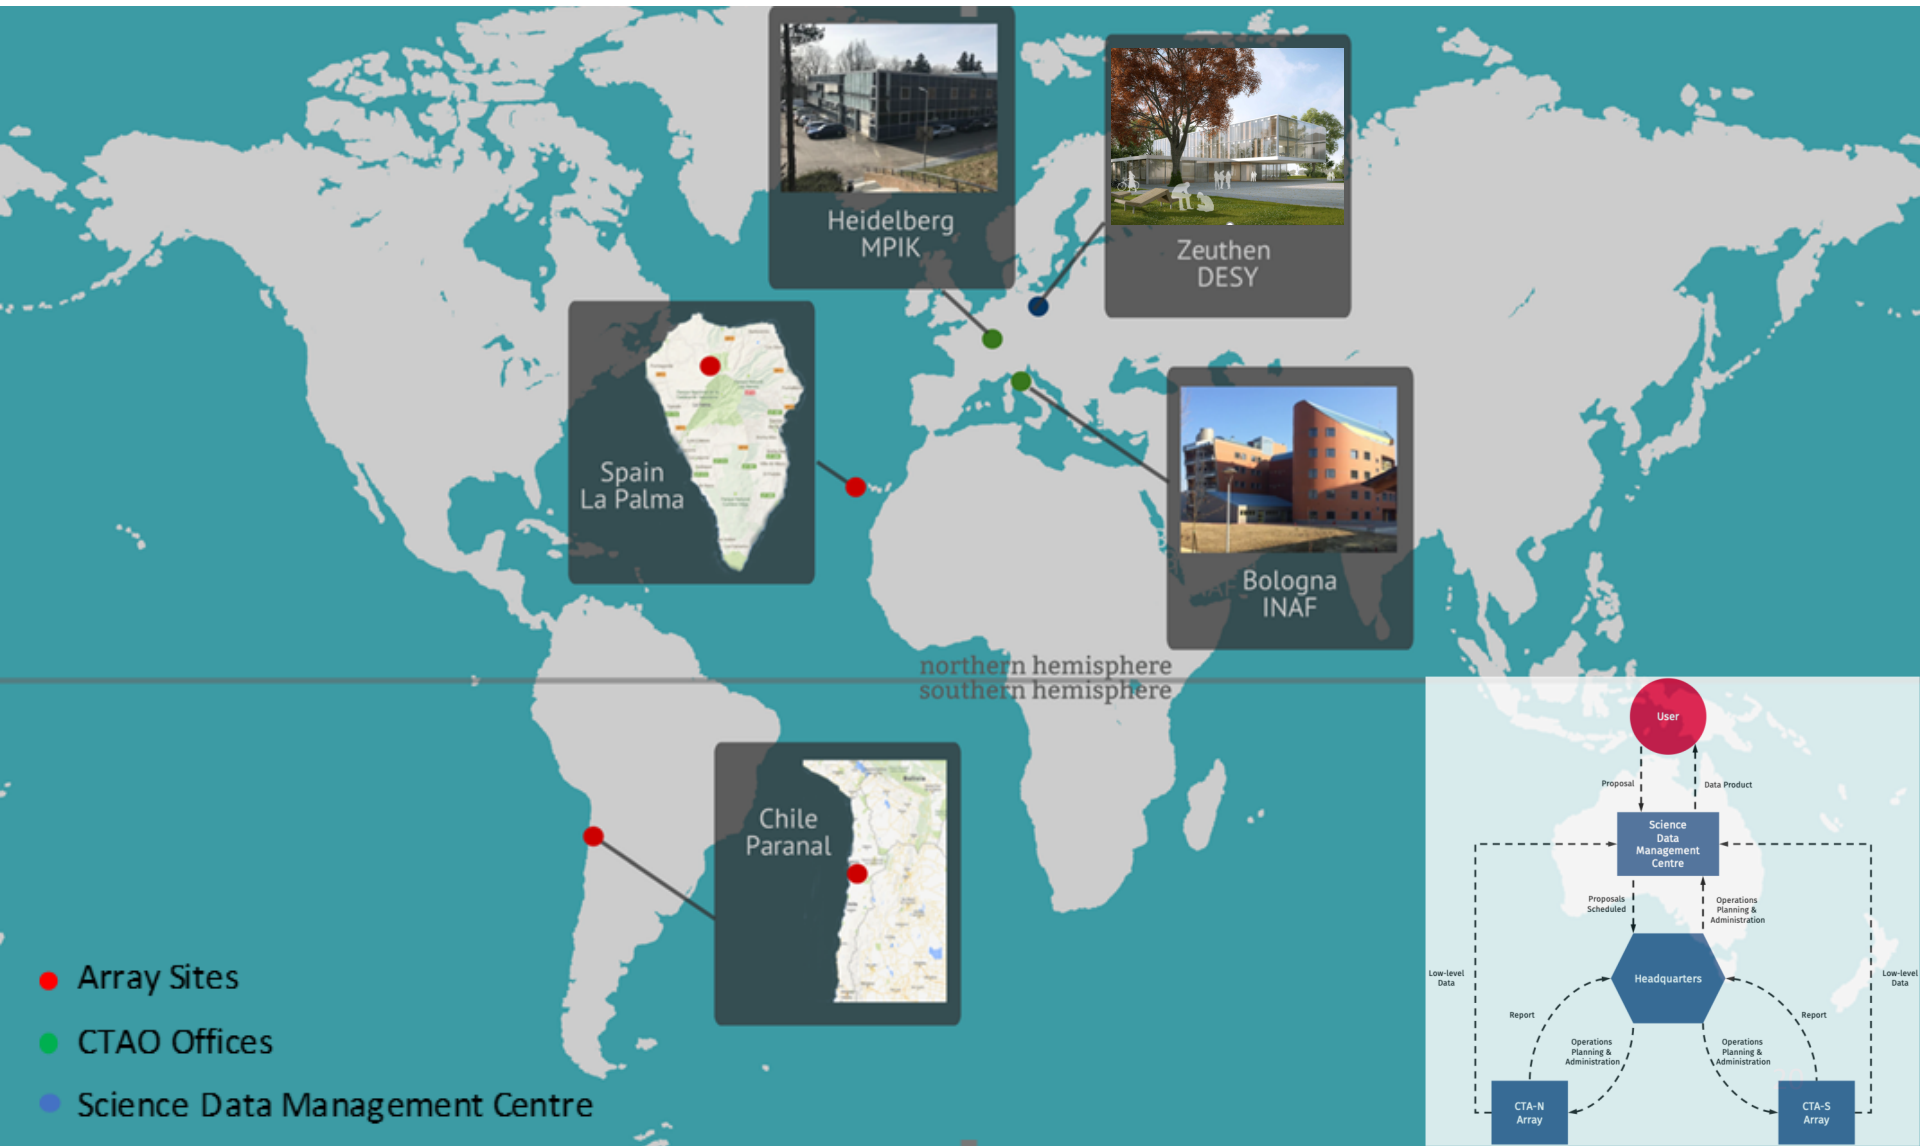 Heidelberg
MPIK
Zeuthen
DESY
Spain
La Palma
Bologna
INAF
northern hemisphere
southern hemisphere
Chile
Paranal
Bolivia
Array Sites
CTAO Offices
Science Data Management Centre
User
Proposal
Data Product
Science
Data
Management
Centre
Proposals
Scheduled
Operations
Planning &
Administration
Low-level
Data
Headquarters
Low-level
Data
Report
Report
Operations
Planning &
Administration
Operations
Planning &
Administration
CTA-N
Array
CTA-S
Array